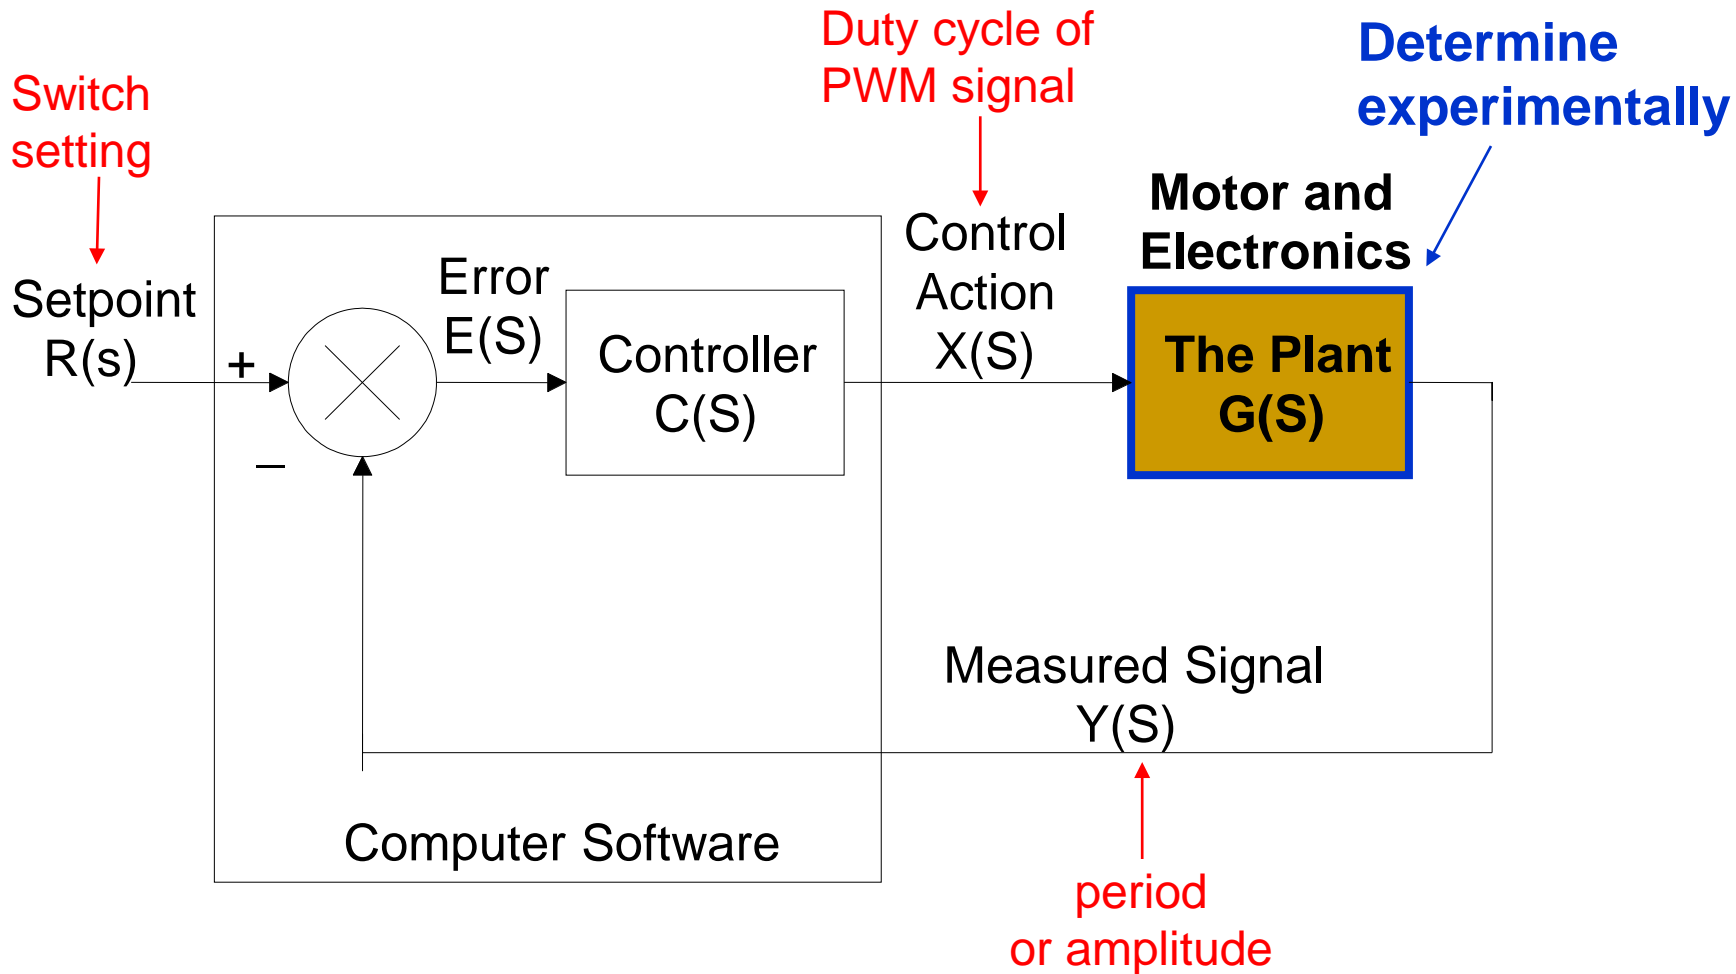 Duty cycle of
PWM signal
Determine
experimentally
Switch
setting
Motor and
Electronics
Control
Action
X(S)
Setpoint
R(s)
+
–
Error
E(S)
Controller
C(S)
The Plant
G(S)
Measured Signal
Y(S)
Computer Software
period
or amplitude